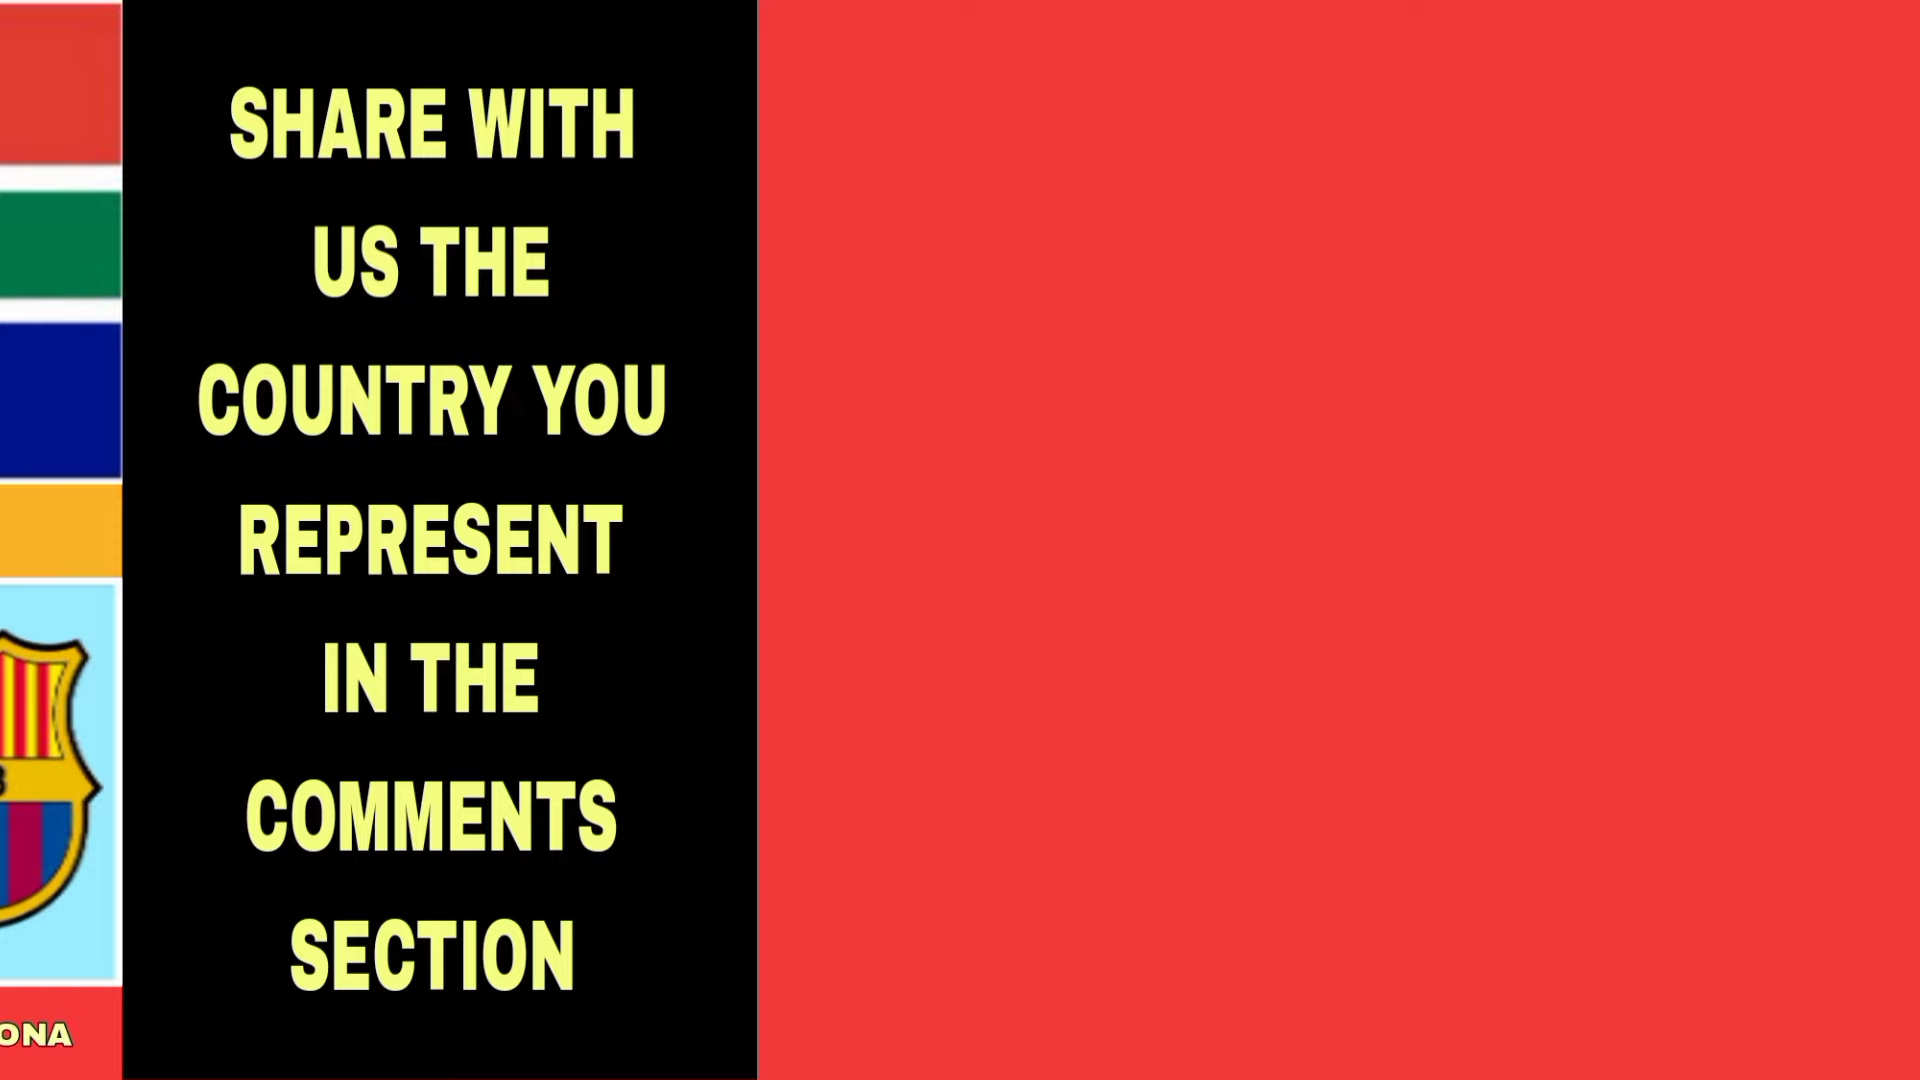 SHARE WITH
US THE
COUNTRY YOU
REPRESENT
IN THE
COMMENTS
SECTION
ONA